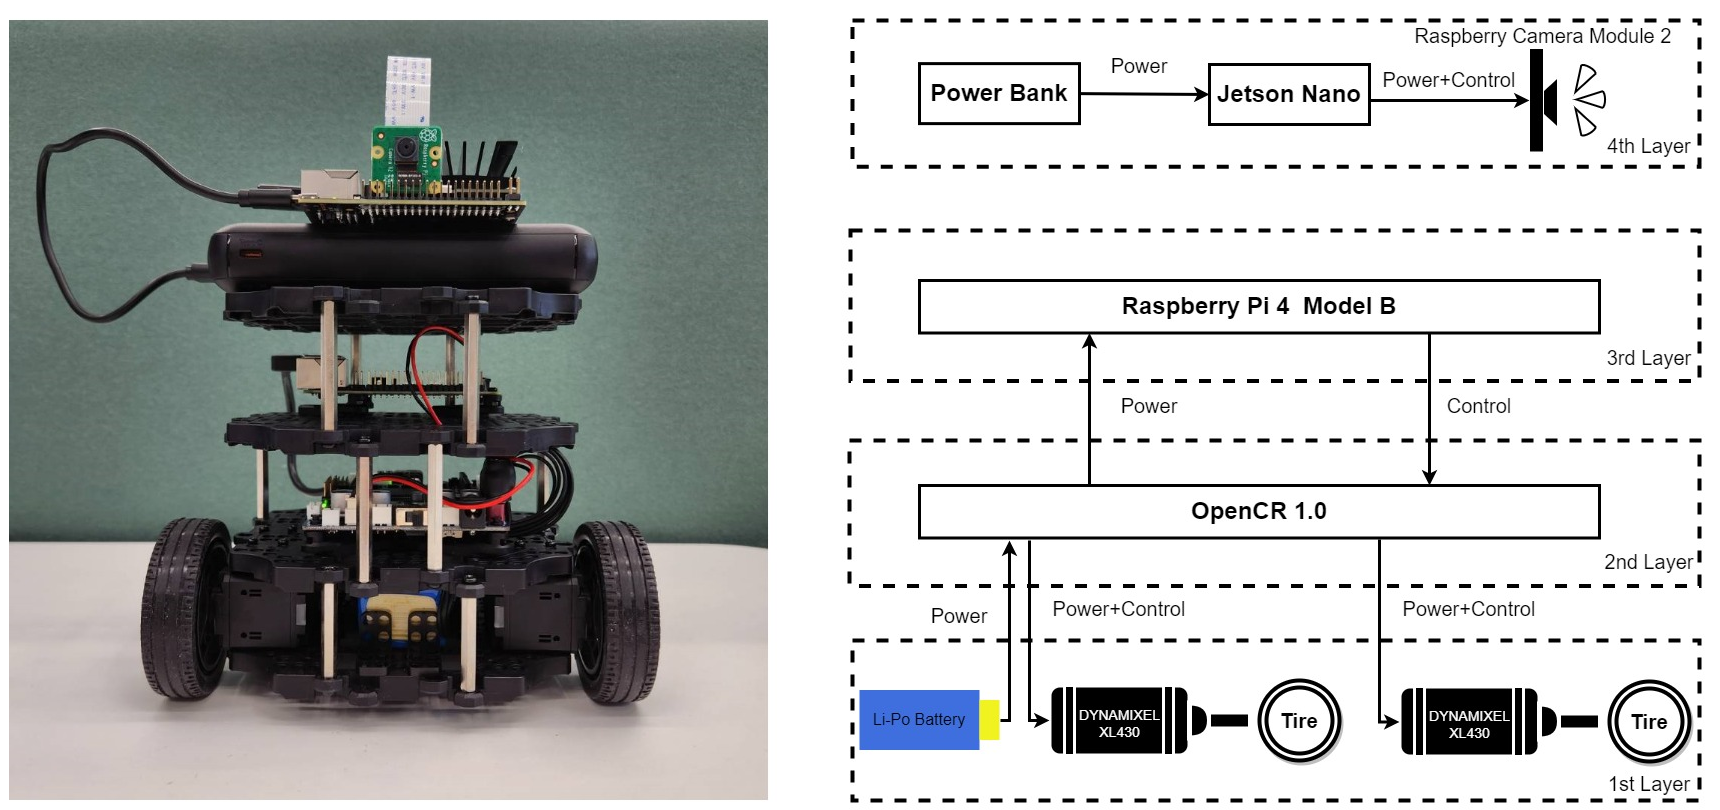 Raspberry Camera Module 2
Power
Power+Control
Power Bank
Jetson Nano
4th Layer
Raspberry Pi 4 Model B
3rd Layer
Power
Control
OpenCR 1.0
2nd Layer
Power
Power+Control
Power+Control
Li-Po Battery
DYNAMIXEL
XL430
Tire
DYNAMIXEL
XL430
Tire
1st Layer